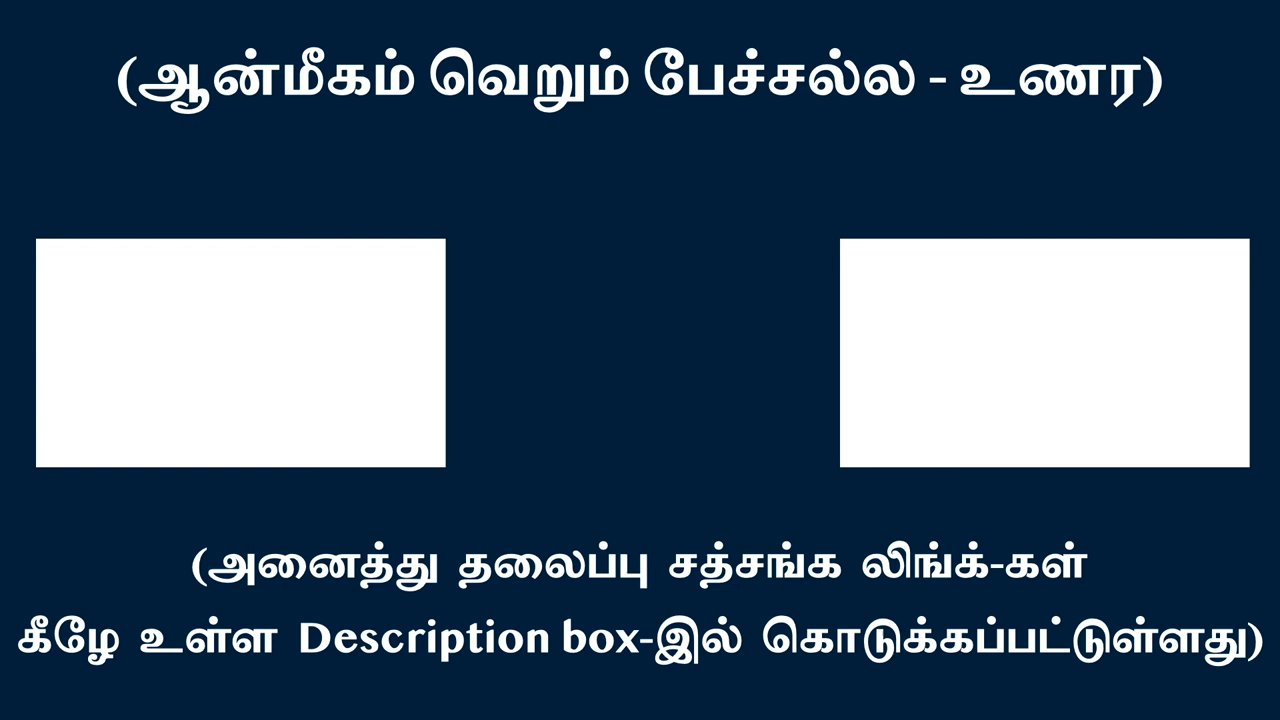 (ஆன்மீகம் வெறும் பேச்சல்ல - உணர)
(அனைத்து தலைப்பு சத்சங்க லிங்க்-கள்
கீழே உள்ள Description box-இல் கொடுக்கப்பட்டுள்ளது)